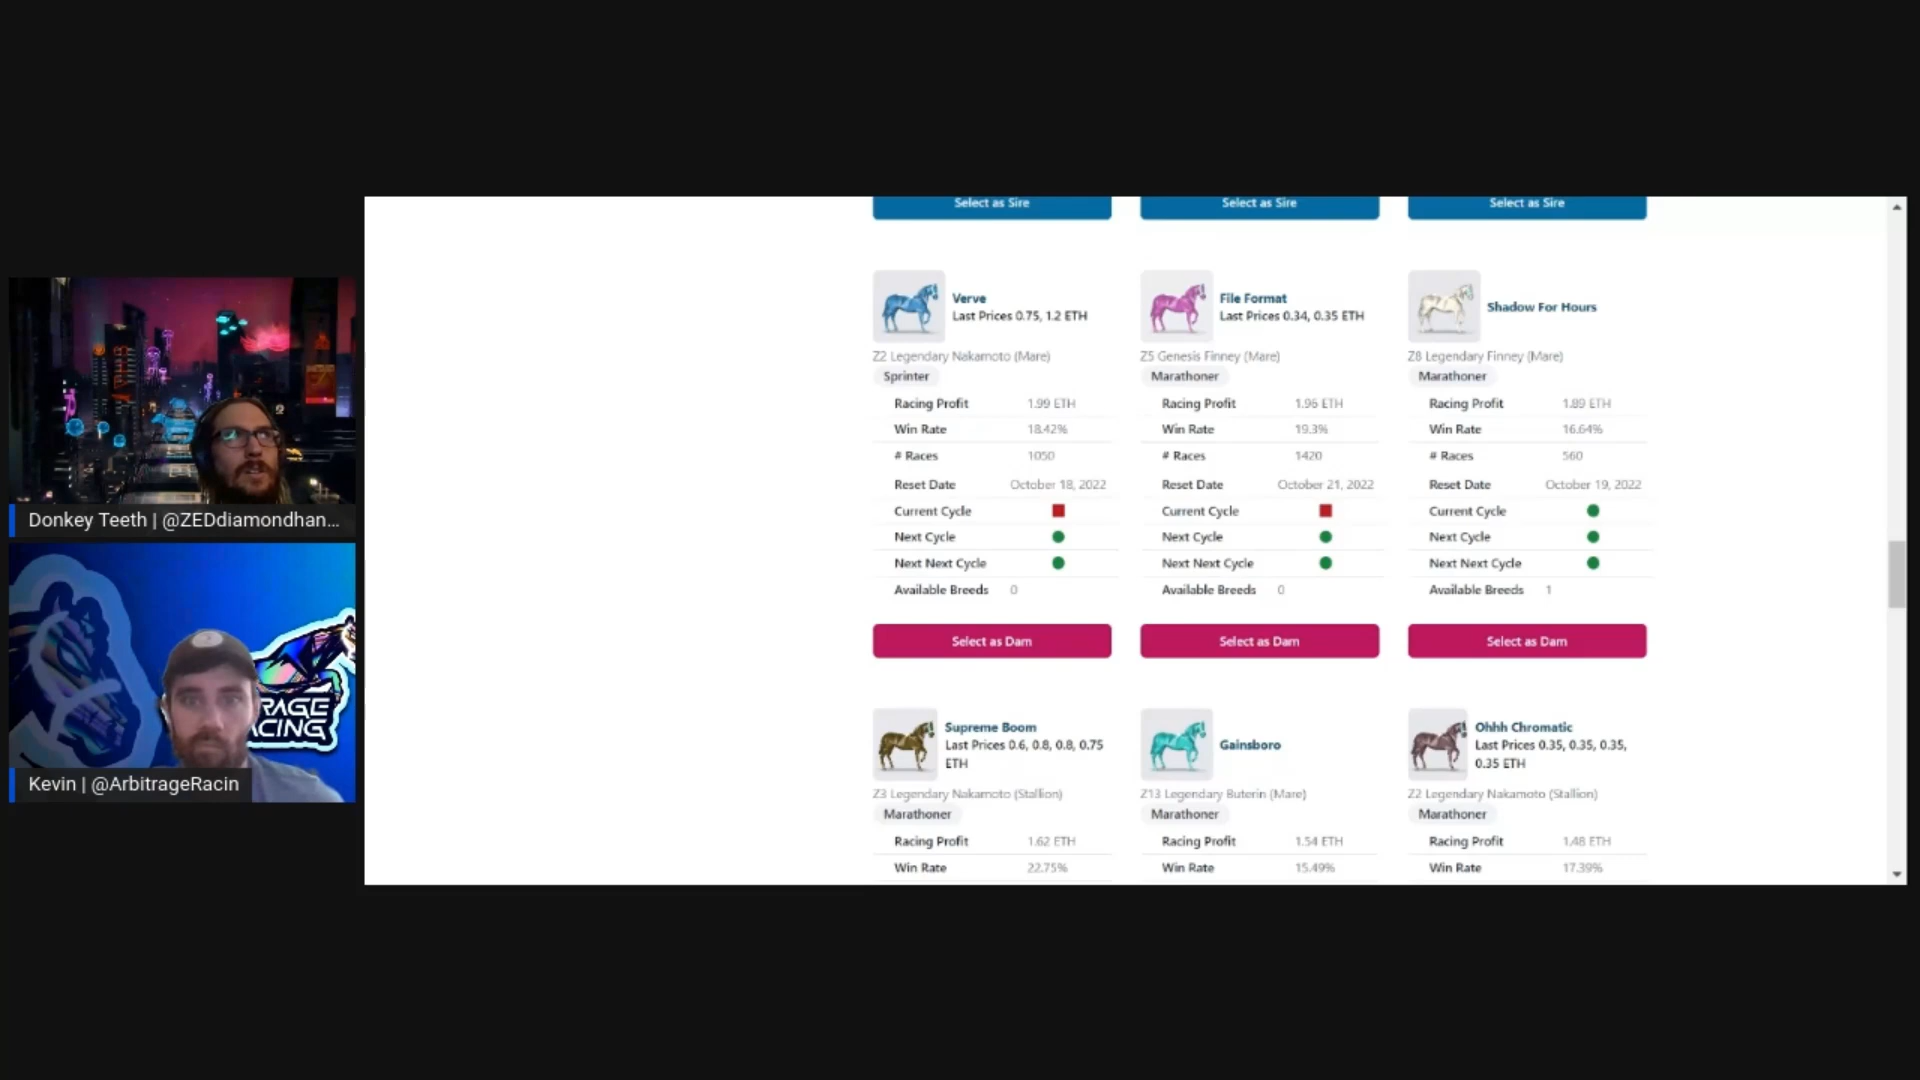 Select as Sire Select as Sire Select as Sire
Verve File Format Shadow For Hours
Last Prices 0.75, 1.2 ETH Last Prices 0.34, 0.35 ETH
Z2 Legendary Nakamoto (Mare) Z5 Genesis Finney (Mare) Z8 Legendary Finney (Mare)
Sprinter Marathoner Marathoner
Racing Profit 1.99 ETH Racing Profit 1.96 ETH Racing Profit 1.89 ETH
Win Rate 18.42% Win Rate 19.3% Win Rate 16.64%
# Races 1050 # Races 1420 # Races 560
Reset Date October 18, 2022 Reset Date October 21, 2022 Reset Date October 19, 2022
Current Cycle Current Cycle Current Cycle
Next Cycle Next Cycle Next Cycle
Next Next Cycle Next Next Cycle Next Next Cycle
Available Breeds 0 Available Breeds 0 Available Breeds 1
Select as Dam Select as Dam Select as Dam
Supreme Boom Gainsboro Ohhh Chromatic
Last Prices 0.6, 0.8, 0.8, 0.75 Last Prices 0.35, 0.35, 0.35,
ETH 0.35 ETH
Z3 Legendary Nakamoto (Stallion) Z13 Legendary Buterin (Mare) Z2 Legendary Nakamoto (Stallion)
Marathoner Marathoner Marathoner
Racing Profit 1.62 ETH Racing Profit 1.54 ETH Racing Profit 1.48 ETH
Win Rate 22.75% Win Rate 15.49% Win Rate 17.39%
Donkey Teeth | @ZEDdiamondhan...
RAGE
CING
Kevin | @ArbitrageRacin